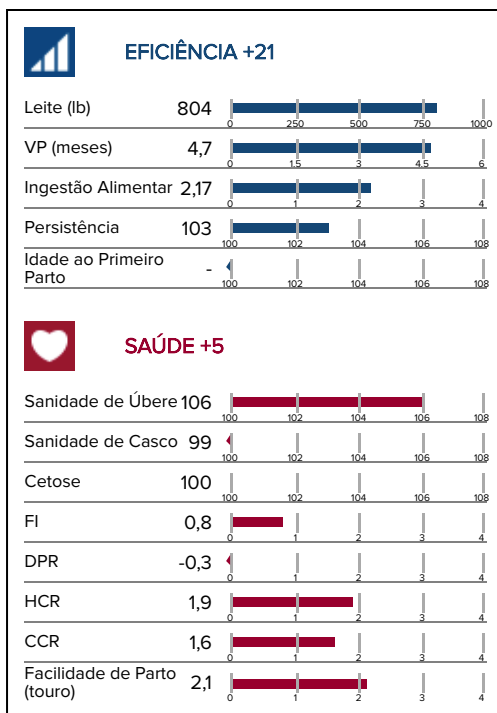 EFICIÊNCIA +21
Leite (lb) 804
0 250 500 750 1000
VP (meses) 4,7
0 1.5 3 4.5 6
Ingestão Alimentar 2,17
0 1 2 3 4
Persistência 103
100 102 104 106 108
Idade ao Primeiro
Parto -
100 102 104 106 108
SAÚDE +5
Sanidade de Úbere 106
100 102 104 106 108
Sanidade de Casco 99
100 102 104 106 108
Cetose 100
100 102 104 106 108
FI 0,8
0 1 2 3 4
DPR -0,3
0 1 2 3 4
HCR 1,9
0 1 2 3 4
CCR 1,6
0 1 2 3 4
Facilidade de Parto
(touro) 2,1
0 1 2 3 4